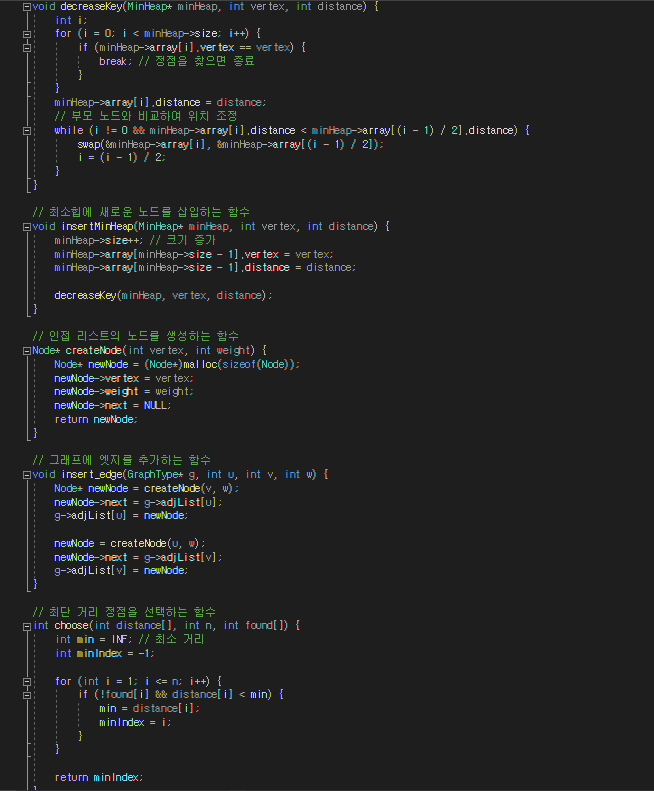 void decreaseKey(MinHeap* minHeap, int vertex, int distance) {
int i;
for (i = 0; i < minHeap->size; i++) {
if (minHeap->array[i].vertex == vertex) {
break; // 정점을 찾으면 종료
}
}
minHeap->array[i].distance = distance;
// 부모 노드와 비교하여 위치 조정
while (i != 0 && minHeap->array[i].distance < minHeap->array[(i - 1) / 2].distance) {
swap(&minHeap->array[i], &minHeap->array[(i - 1) / 2]);
i = (i - 1) / 2;
}
}
// 최소힙에 새로운 노드를 삽입하는 함수
void insertMinHeap(MinHeap* minHeap, int vertex, int distance) {
minHeap->size++; // 크기 증가
minHeap->array[minHeap->size - 1].vertex = vertex;
minHeap->array[minHeap->size - 1].distance = distance;
decreaseKey(minHeap, vertex, distance);
}
// 인접 리스트의 노드를 생성하는 함수
Node* createNode(int vertex, int weight) {
Node* newNode = (Node*)malloc(sizeof(Node));
newNode->vertex = vertex;
newNode->weight = weight;
newNode->next = NULL;
return newNode;
}
// 그래프에 엣지를 추가하는 함수
void insert_edge(GraphType* g, int u, int v, int w) {
Node* newNode = createNode(v, w);
newNode->next = g->adjList[u];
g->adjList[u] = newNode;
newNode = createNode(u, w);
newNode->next = g->adjList[v];
g->adjList[v] = newNode;
}
// 최단 거리 정점을 선택하는 함수
int choose(int distance[], int n, int found[]) {
int min = INF; // 최소 거리
int minIndex = -1;
for (int i = 1; i <= n; i++) {
if (!found[i] && distance[i] < min) {
min = distance[i];
minIndex = i;
}
}
return minIndex;
}